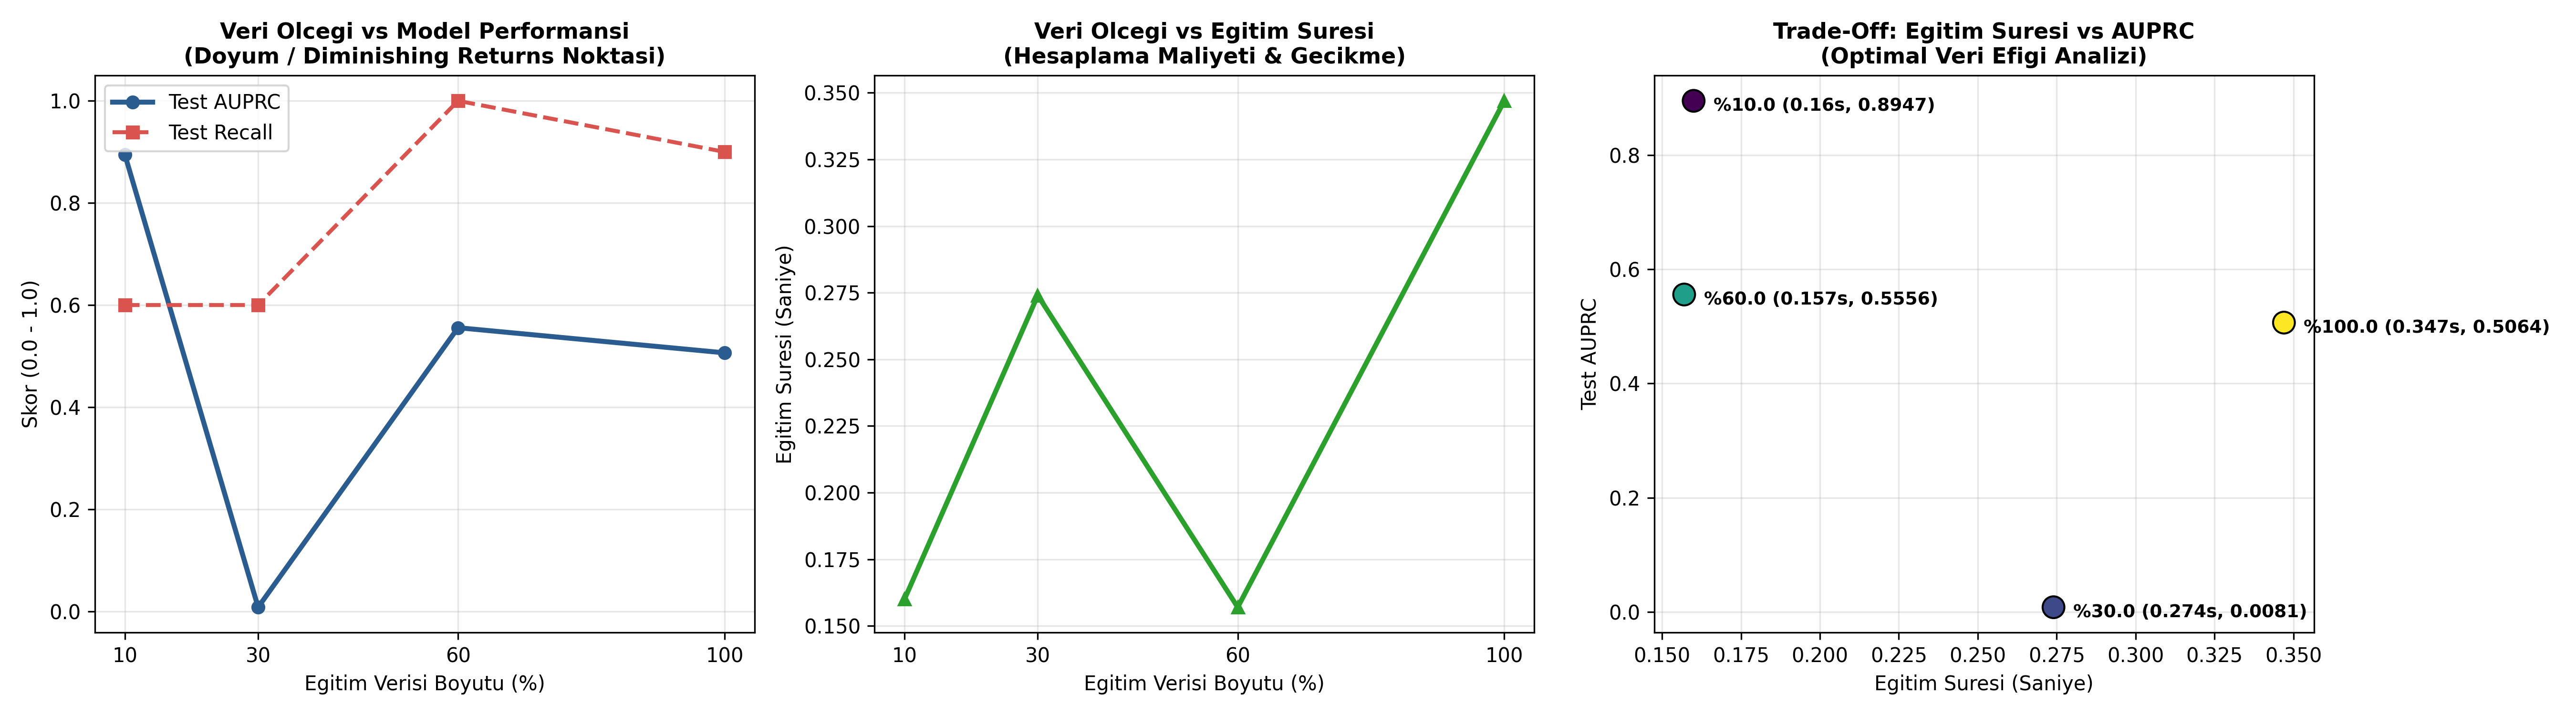 Veri Olcegi vs Model Performansi
(Doyum / Diminishing Returns Noktasi)
Test AUPRC
Test Recall
Skor (0.0 - 1.0)
1.0
0.8
0.6
0.4
0.2
0.0
10 30 60 100
Egitim Verisi Boyutu (%)
Veri Olcegi vs Egitim Suresi
(Hesaplama Maliyeti & Gecikme)
Egitim Suresi (Saniye)
0.350
0.325
0.300
0.275
0.250
0.225
0.200
0.175
0.150
10 30 60 100
Egitim Verisi Boyutu (%)
Trade-Off: Egitim Suresi vs AUPRC
(Optimal Veri Efigi Analizi)
Test AUPRC
0.8
0.6
0.4
0.2
0.0
%10.0 (0.16s, 0.8947)
%60.0 (0.157s, 0.5556)
%100.0 (0.347s, 0.5064)
%30.0 (0.274s, 0.0081)
0.150 0.175 0.200 0.225 0.250 0.275 0.300 0.325 0.350
Egitim Suresi (Saniye)